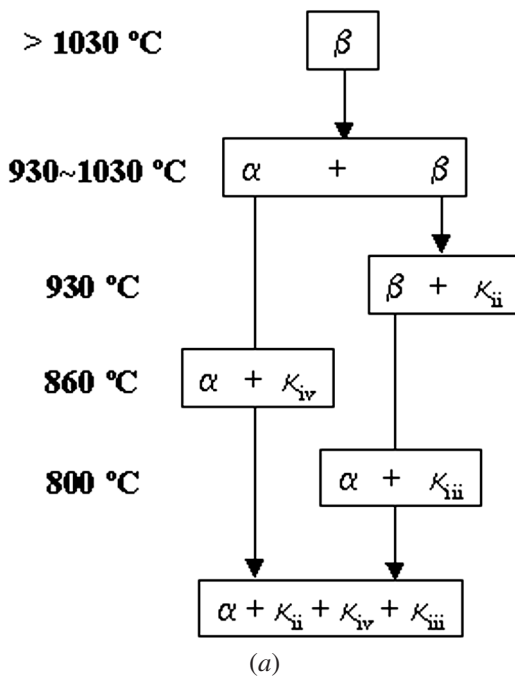 > 1030 ºC
β
930~1030 ºC
α + β
930 ºC
β + κii
860 ºC
α + κiv
800 ºC
α + κiii
α + κii + κiv + κiii
(a)